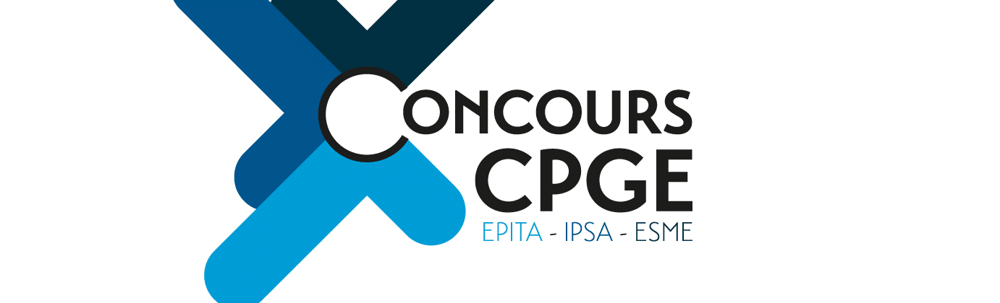 CONCOURS
CPGE
EPITA - IPSA - ESME